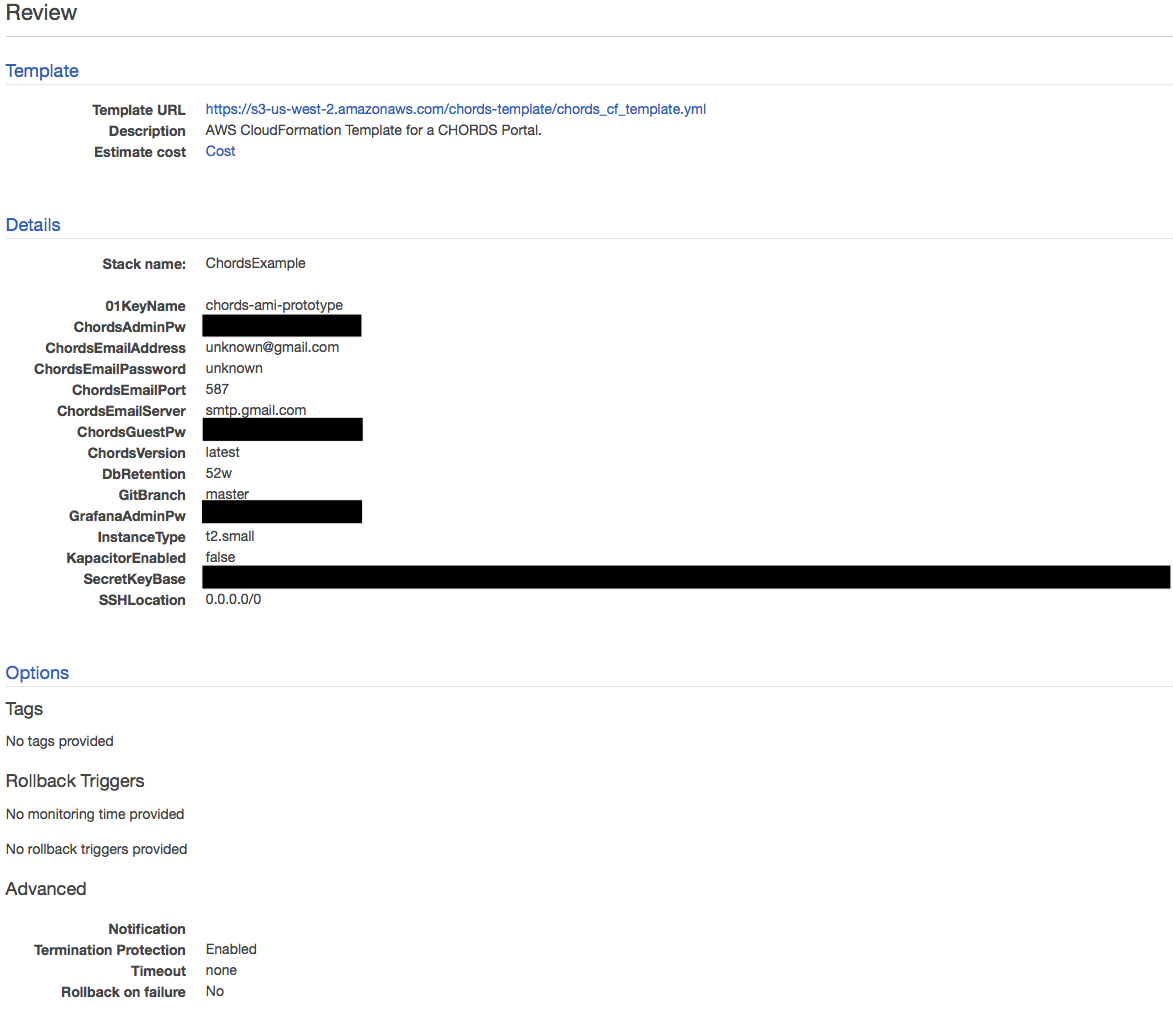 Review
Template
Template URL https://s3-us-west-2.amazonaws.com/chords-template/chords_cf_template.yml
Description AWS CloudFormation Template for a CHORDS Portal.
Estimate cost Cost
Details
Stack name: ChordsExample
01KeyName chords-ami-prototype
ChordsAdminPw
ChordsEmailAddress unknown@gmail.com
ChordsEmailPassword unknown
ChordsEmailPort 587
ChordsEmailServer smtp.gmail.com
ChordsGuestPw
ChordsVersion latest
DbRetention 52w
GitBranch master
GrafanaAdminPw
InstanceType t2.small
KapacitorEnabled false
SecretKeyBase
SSHLocation 0.0.0.0/0
Options
Tags
No tags provided
Rollback Triggers
No monitoring time provided
No rollback triggers provided
Advanced
Notification
Termination Protection Enabled
Timeout none
Rollback on failure No